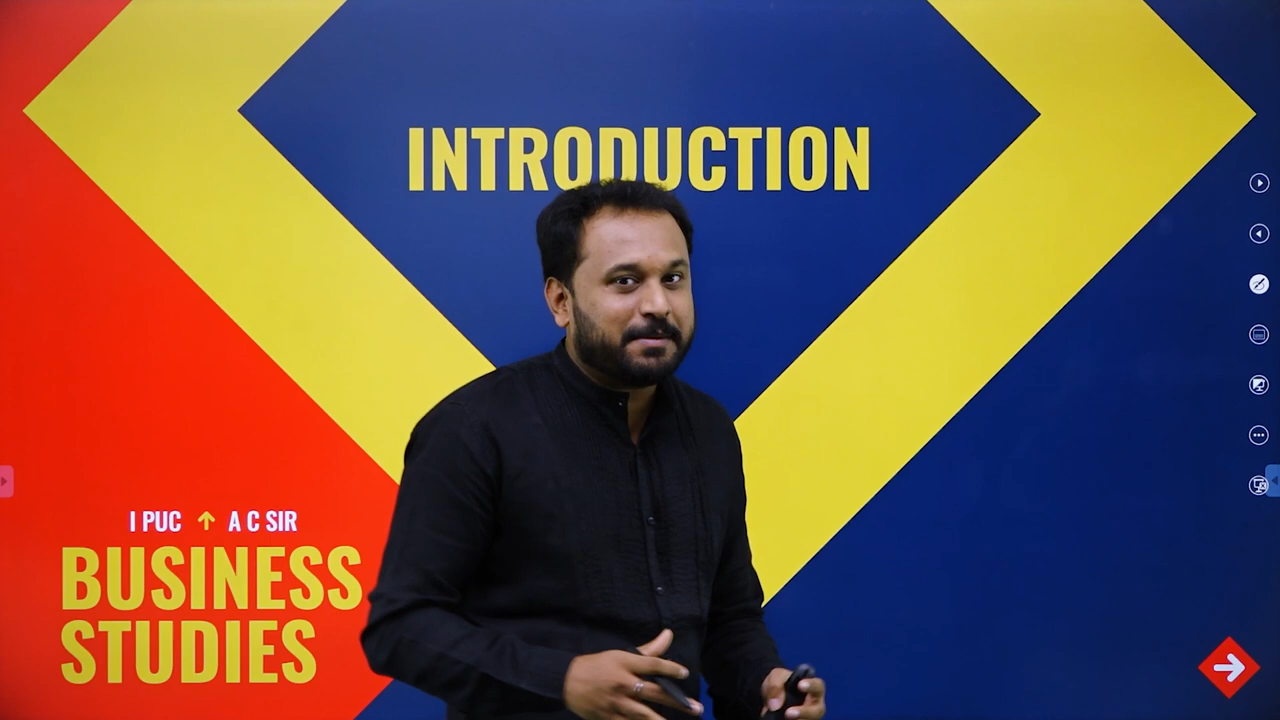 INTRODUCTION
I PUC ↑ A C SIR
BUSINESS
STUDIES